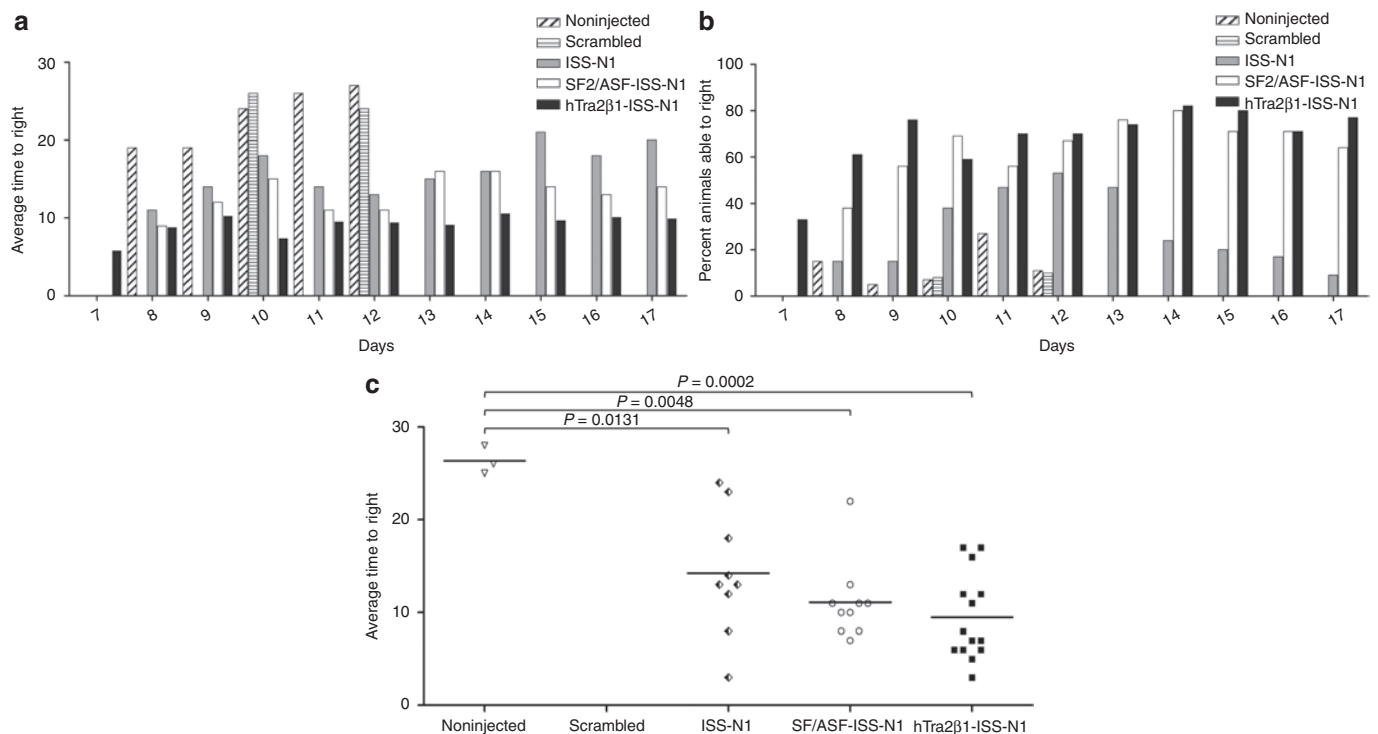 a
Noninjected
Scrambled
ISS-N1
SF2/ASF-ISS-N1
hTra2β1-ISS-N1
30
20
10
0
Average time to right
7 8 9 10 11 12 13 14 15 16 17
Days
b
Noninjected
Scrambled
ISS-N1
SF2/ASF-ISS-N1
hTra2β1-ISS-N1
100
80
60
40
20
0
Percent animals able to right
7 8 9 10 11 12 13 14 15 16 17
Days
c
P = 0.0002
P = 0.0048
P = 0.0131
30
20
10
0
Average time to right
Noninjected Scrambled ISS-N1 SF/ASF-ISS-N1 hTra2β1-ISS-N1